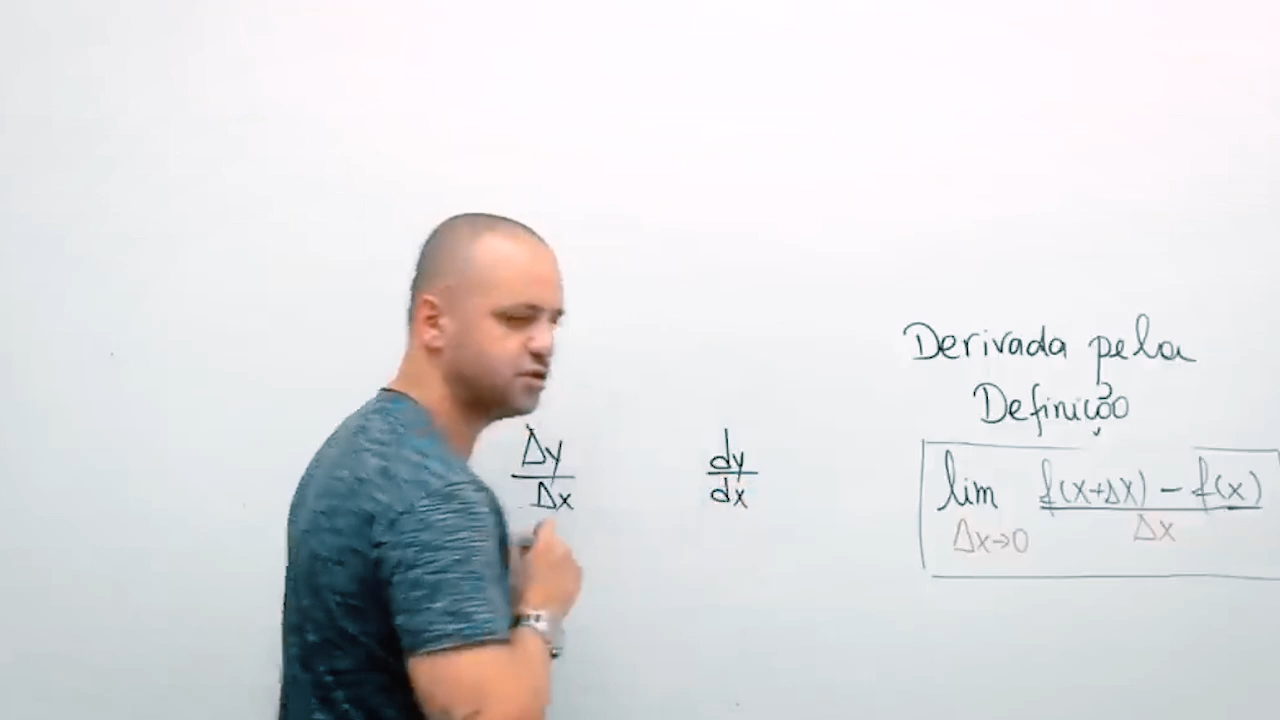 Δy/Δx
dy/dx
Derivada pela
Definição
lim f(x+Δx) - f(x)
Δx→0 Δx